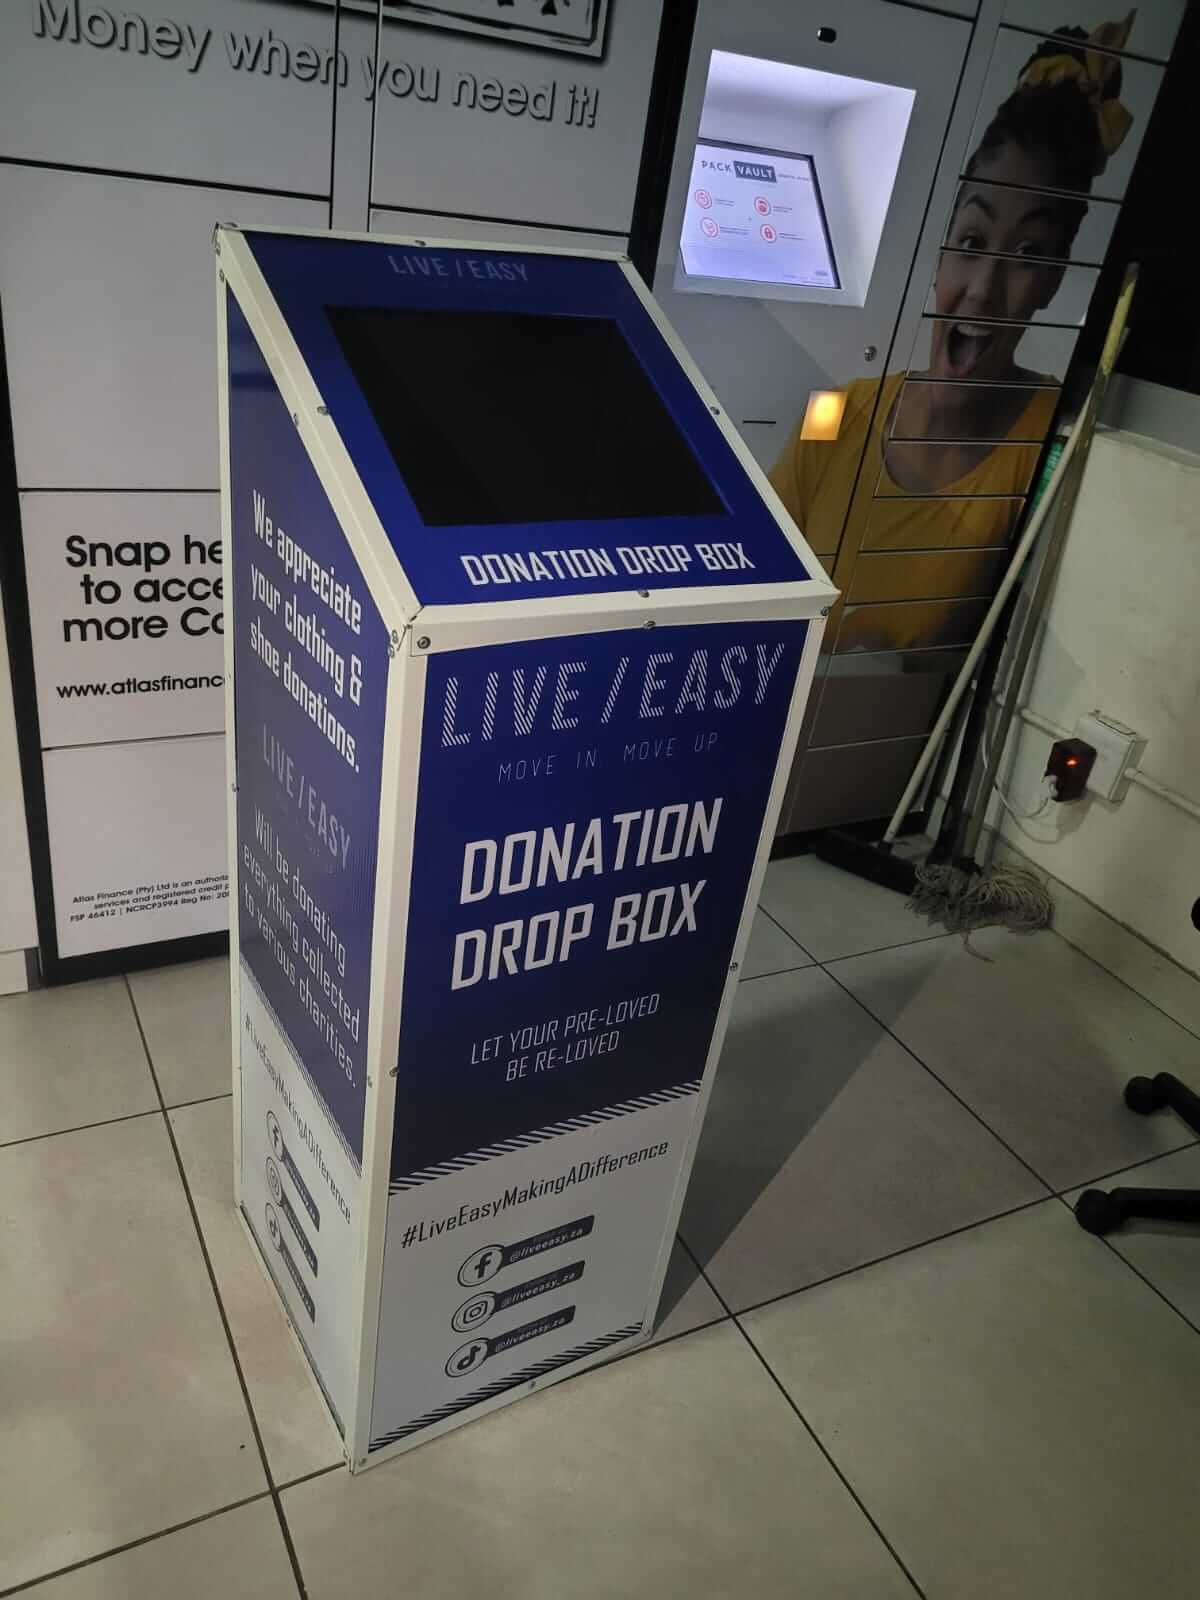 Money when you need it!
PACK VAULT
LIVE / EASY
DONATION DROP BOX
Snap he
to acce
more Co
www.atlasfinanc
Atlas Finance (Pty) Ltd is an authoriz
services and registered credit p
FSP 46412 | NCRCP3994 Reg No: 200
We appreciate
your clothing &
shoe donations.
LIVE / EASY
Will be donating
everything collected
to various charities.
#LiveEasyMakingADifference
LIVE / EASY
MOVE IN. MOVE UP.
DONATION
DROP BOX
LET YOUR PRE-LOVED
BE RE-LOVED
#LiveEasyMakingADifference
@liveeasy.za
@liveeasy_za
@liveeasy.za